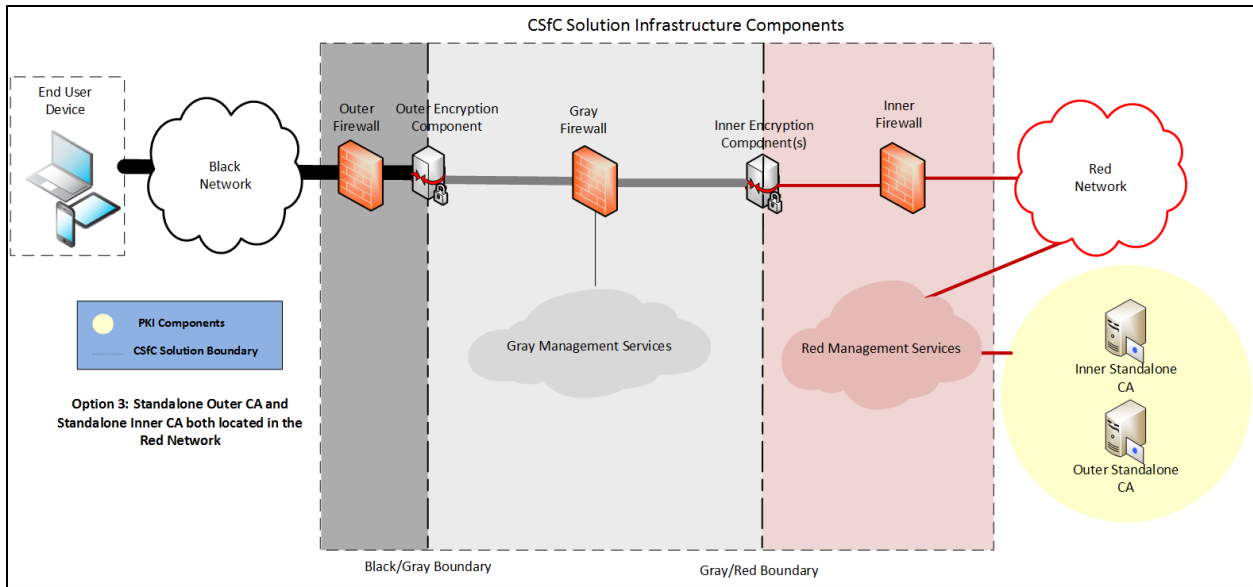 CSfC Solution Infrastructure Components
End User
Device
Black
Network
Outer
Firewall
Outer Encryption
Component
Gray
Firewall
Inner Encryption
Component(s)
Inner
Firewall
Red
Network
PKI Components
CSfC Solution Boundary
Option 3: Standalone Outer CA and
Standalone Inner CA both located in the
Red Network
Gray Management Services
Red Management Services
Inner Standalone
CA
Outer Standalone
CA
Black/Gray Boundary
Gray/Red Boundary